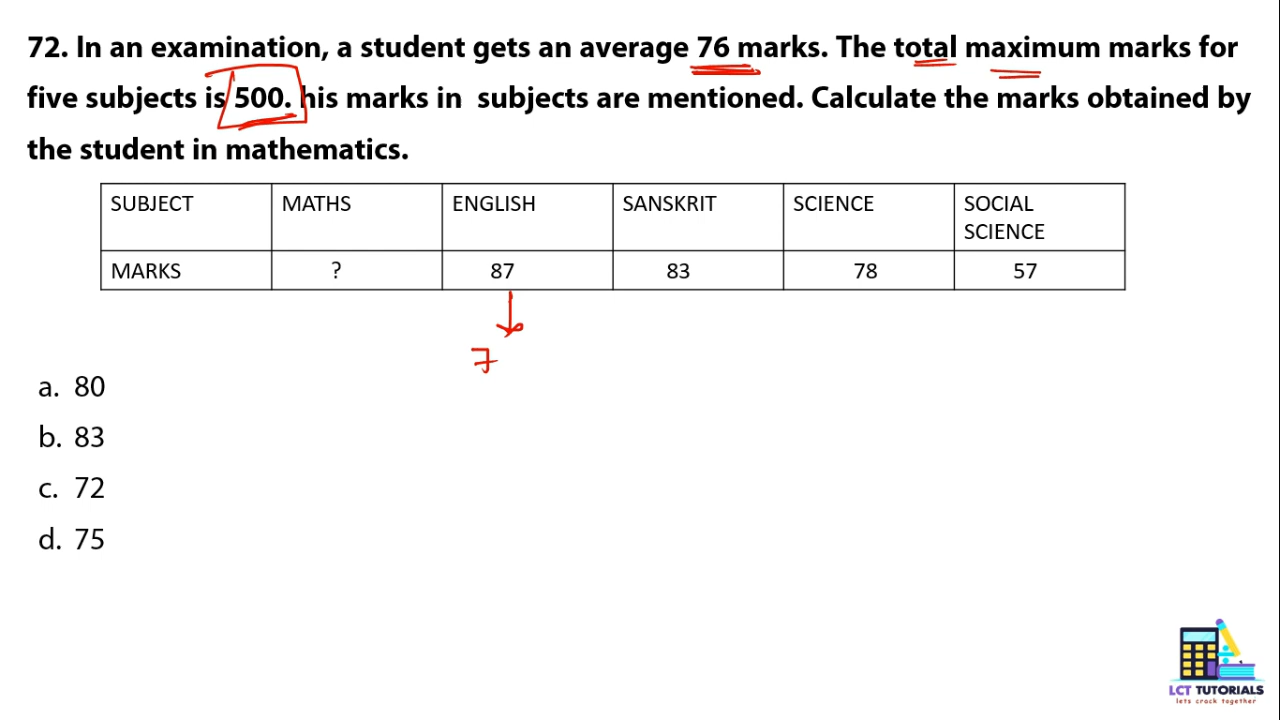 72. In an examination, a student gets an average 76 marks. The total maximum marks for
five subjects is 500. his marks in subjects are mentioned. Calculate the marks obtained by
the student in mathematics.
SUBJECT MATHS ENGLISH SANSKRIT SCIENCE SOCIAL
SCIENCE
MARKS ? 87 83 78 57
7
a. 80
b. 83
c. 72
d. 75
LCT TUTORIALS
lets crack together